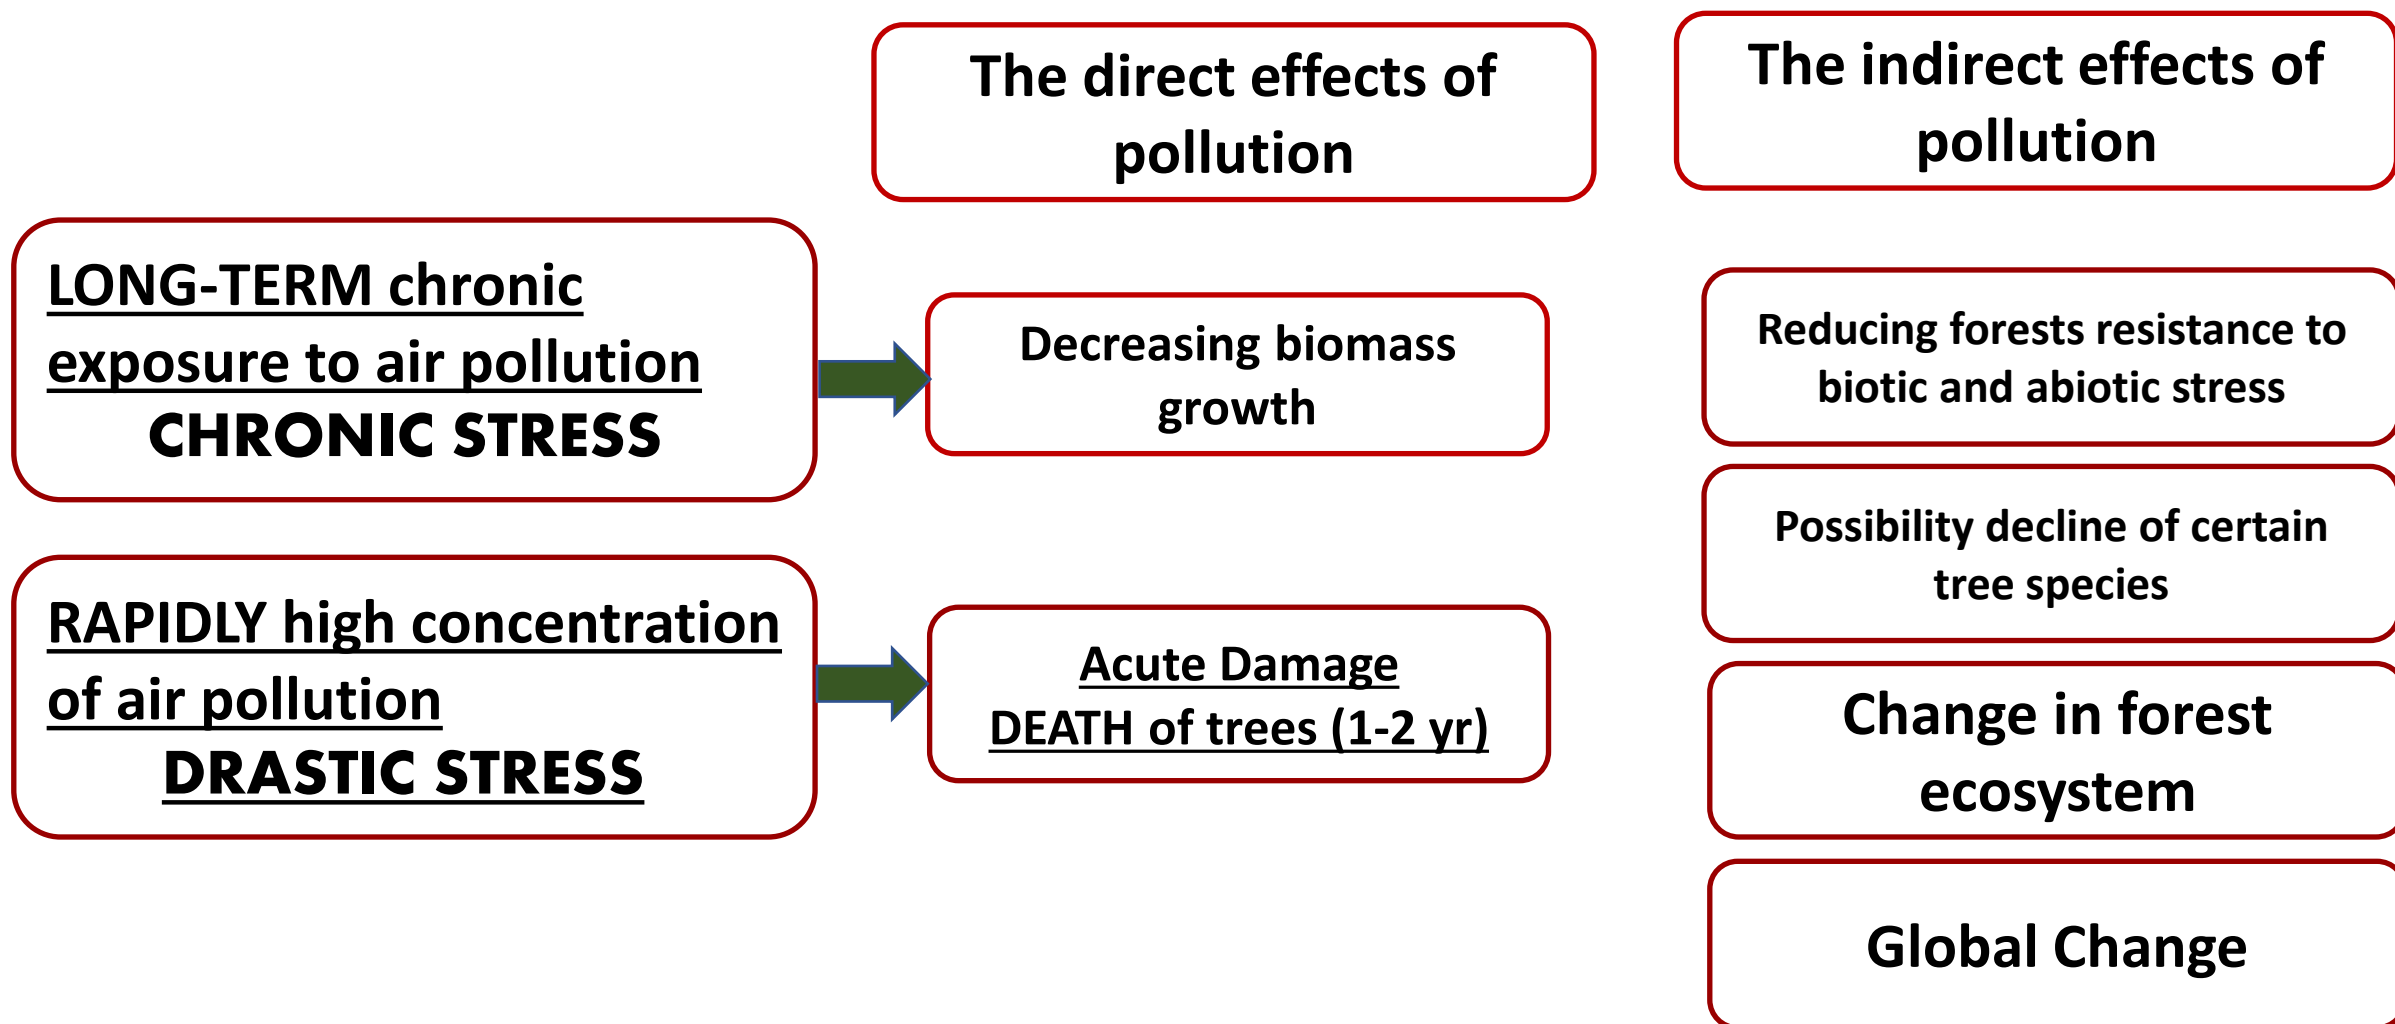 The direct effects of
pollution
The indirect effects of
pollution
LONG-TERM chronic
exposure to air pollution
CHRONIC STRESS
Decreasing biomass
growth
Reducing forests resistance to
biotic and abiotic stress
Possibility decline of certain
tree species
RAPIDLY high concentration
of air pollution
DRASTIC STRESS
Acute Damage
DEATH of trees (1-2 yr)
Change in forest
ecosystem
Global Change